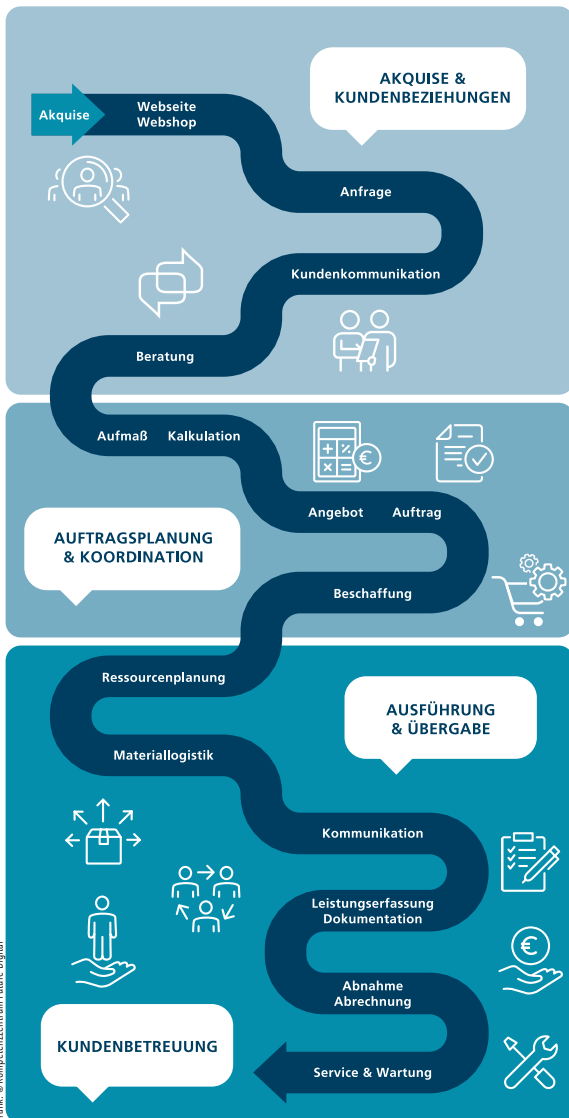 AKQUISE &
KUNDENBEZIEHUNGEN
Akquise
Webseite
Webshop
Anfrage
Kundenkommunikation
Beratung
Aufmaß Kalkulation
Angebot Auftrag
AUFTRAGSPLANUNG
& KOORDINATION
Beschaffung
Ressourcenplanung
AUSFÜHRUNG
& ÜBERGABE
Materiallogistik
Kommunikation
Leistungserfassung
Dokumentation
Abnahme
Abrechnung
KUNDENBETREUUNG
Service & Wartung